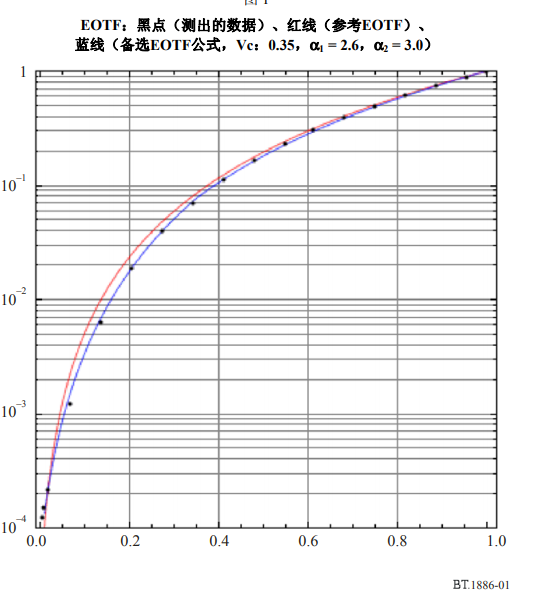 EOTF：黑点（测出的数据）、红线（参考EOTF）、
蓝线（备选EOTF公式，Vc：0.35，α₁ = 2.6，α₂ = 3.0）
1
10⁻¹
10⁻²
10⁻³
10⁻⁴
0.0 0.2 0.4 0.6 0.8 1.0
BT.1886-01